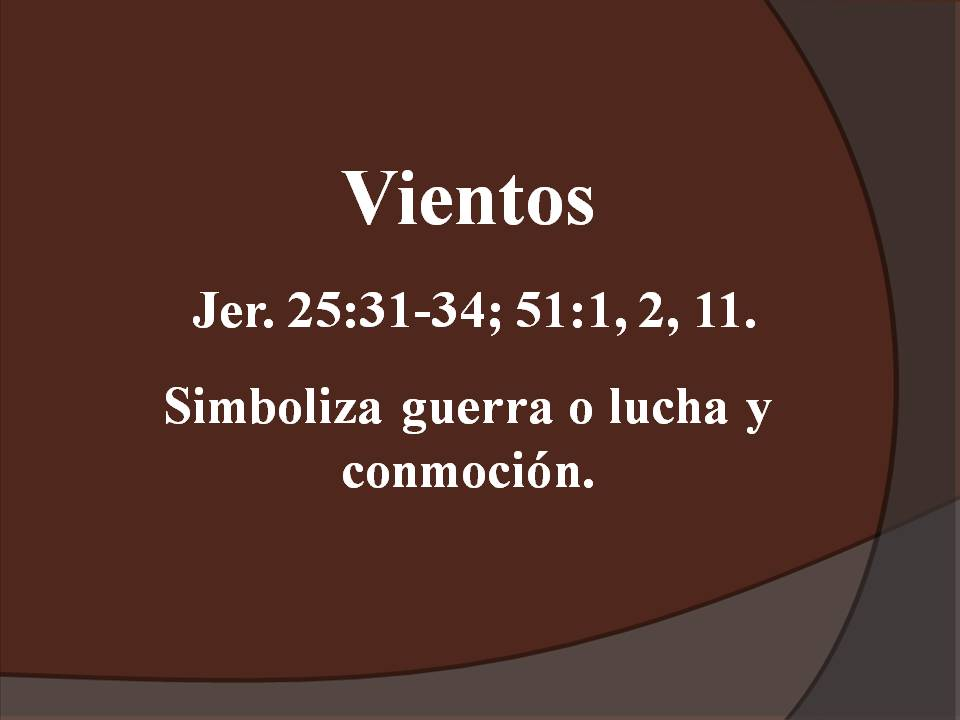 Vientos
Jer. 25:31-34; 51:1, 2, 11.
Simboliza guerra o lucha y
conmoción.